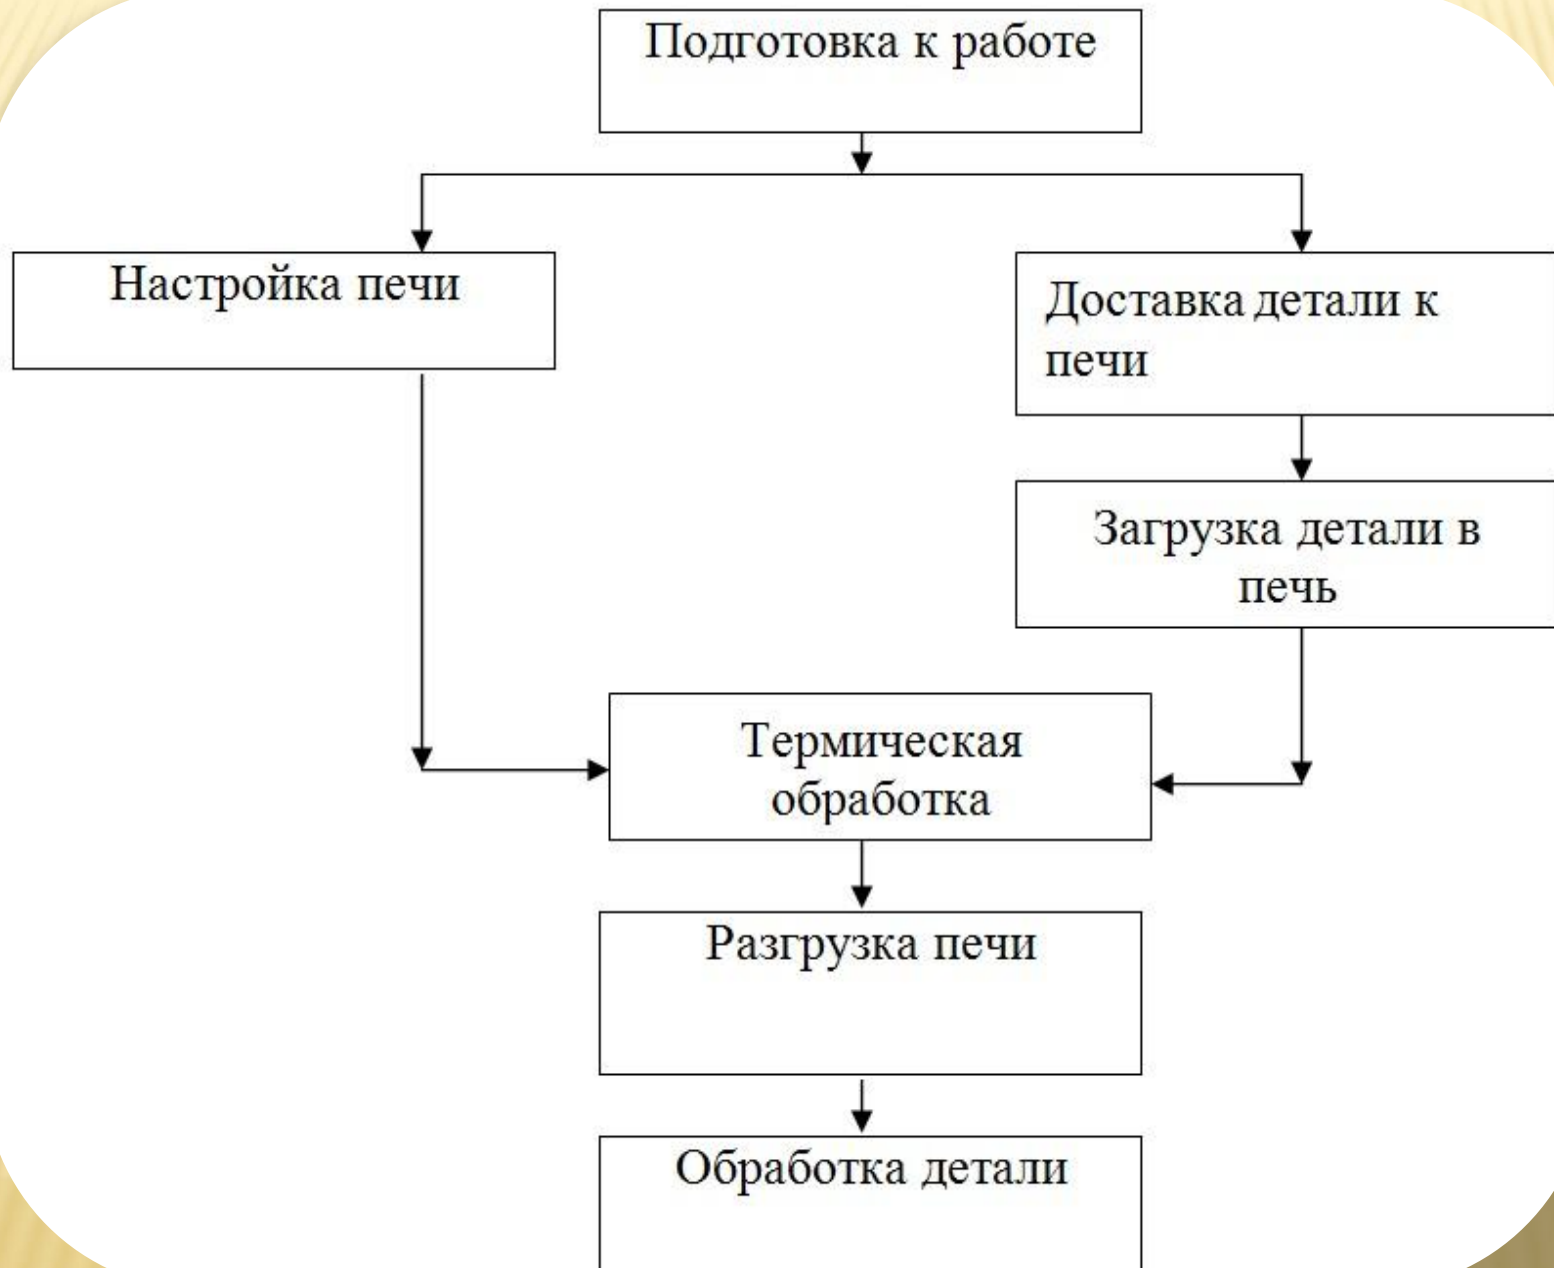 Подготовка к работе
Настройка печи
Доставка детали к
печи
Загрузка детали в
печь
Термическая
обработка
Разгрузка печи
Обработка детали